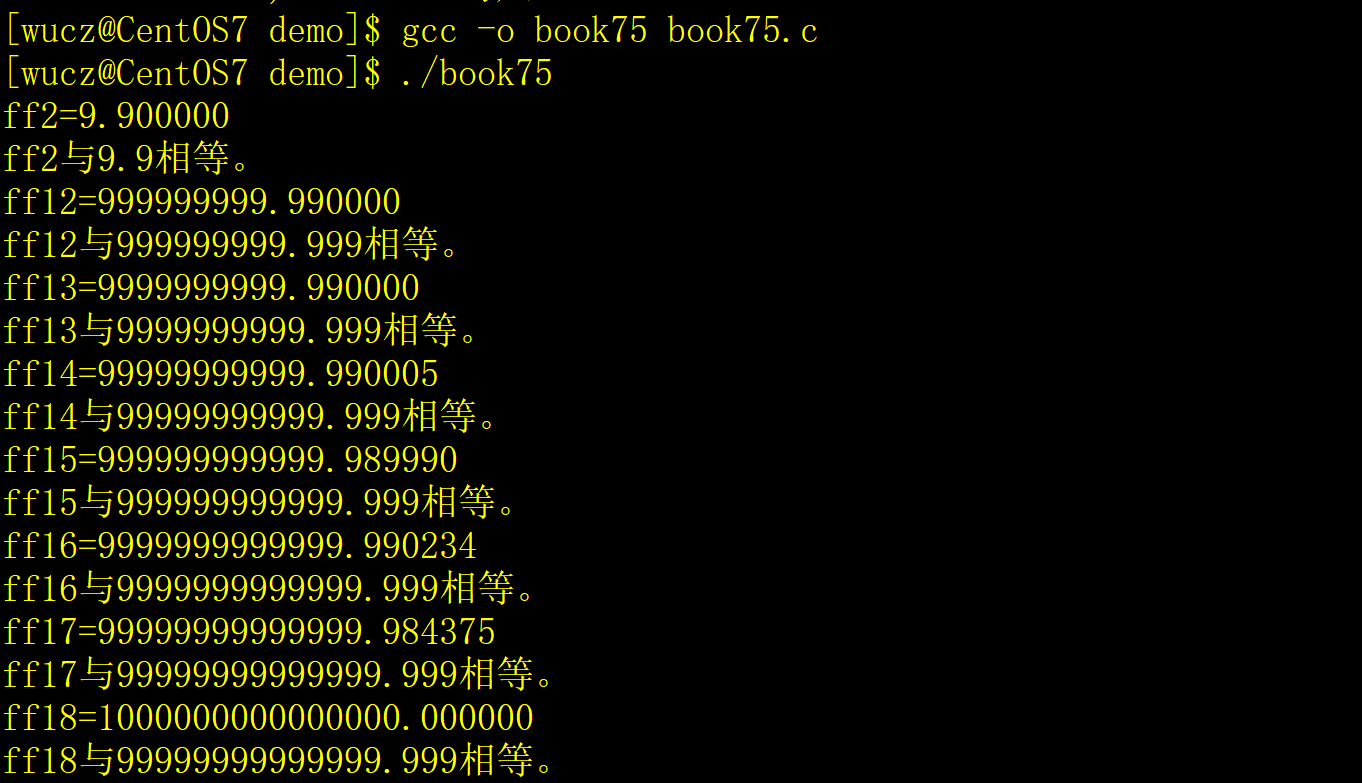 [wucz@CentOS7 demo]$ gcc -o book75 book75.c
[wucz@CentOS7 demo]$ ./book75
ff2=9.900000
ff2与9.9相等。
ff12=999999999.990000
ff12与999999999.999相等。
ff13=9999999999.990000
ff13与9999999999.999相等。
ff14=99999999999.990005
ff14与99999999999.999相等。
ff15=999999999999.989990
ff15与999999999999.999相等。
ff16=9999999999999.990234
ff16与9999999999999.999相等。
ff17=99999999999999.984375
ff17与99999999999999.999相等。
ff18=1000000000000000.000000
ff18与99999999999999.999相等。